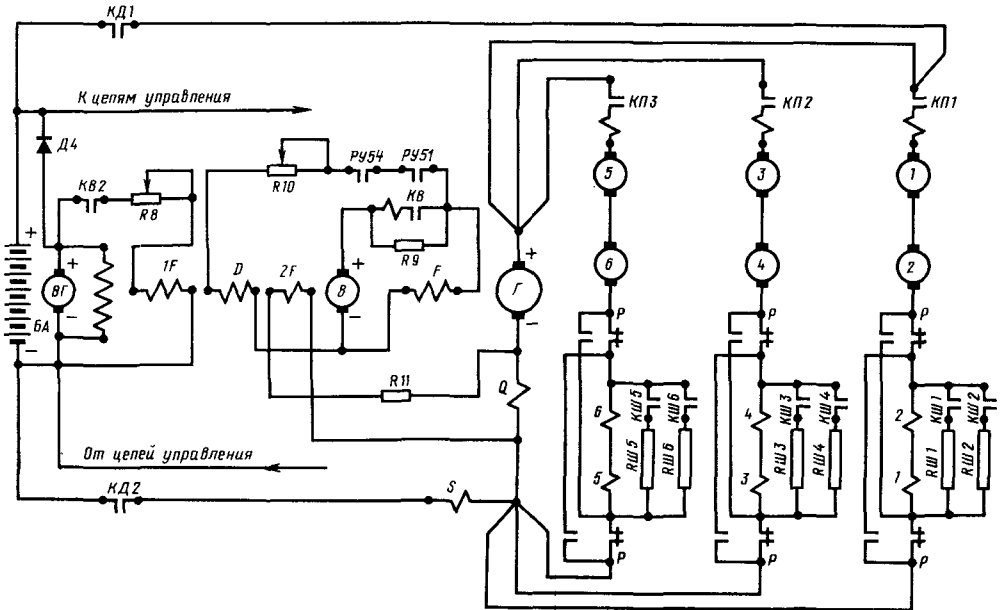 КД1
К цепям управления
Д4
КВ2
R8
+
ВГ
−
+
БА
−
1F
R10
РУ54
РУ51
КВ
R9
D
2F
+
В
−
F
+
Г
−
R11
Q
От цепей управления
КД2
S
КП3
КП2
КП1
5
3
1
6
4
2
Р
Р
Р
6
5
КШ5
КШ6
RШ5
RШ6
4
3
КШ3
КШ4
RШ3
RШ4
2
1
КШ1
КШ2
RШ1
RШ2
Р
Р
Р